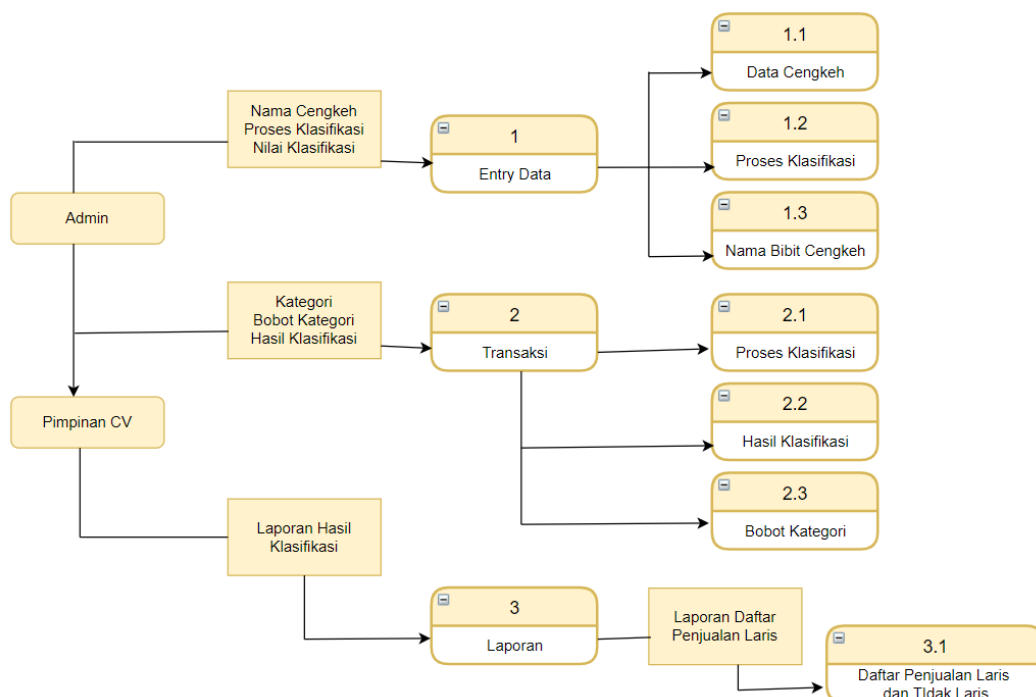 1.1
Data Cengkeh
Nama Cengkeh
Proses Klasifikasi
Nilai Klasifikasi
1
Entry Data
1.2
Proses Klasifikasi
Admin
1.3
Nama Bibit Cengkeh
Kategori
Bobot Kategori
Hasil Klasifikasi
2
Transaksi
2.1
Proses Klasifikasi
Pimpinan CV
2.2
Hasil Klasifikasi
2.3
Bobot Kategori
Laporan Hasil
Klasifikasi
3
Laporan
Laporan Daftar
Penjualan Laris
3.1
Daftar Penjualan Laris
dan TIdak Laris